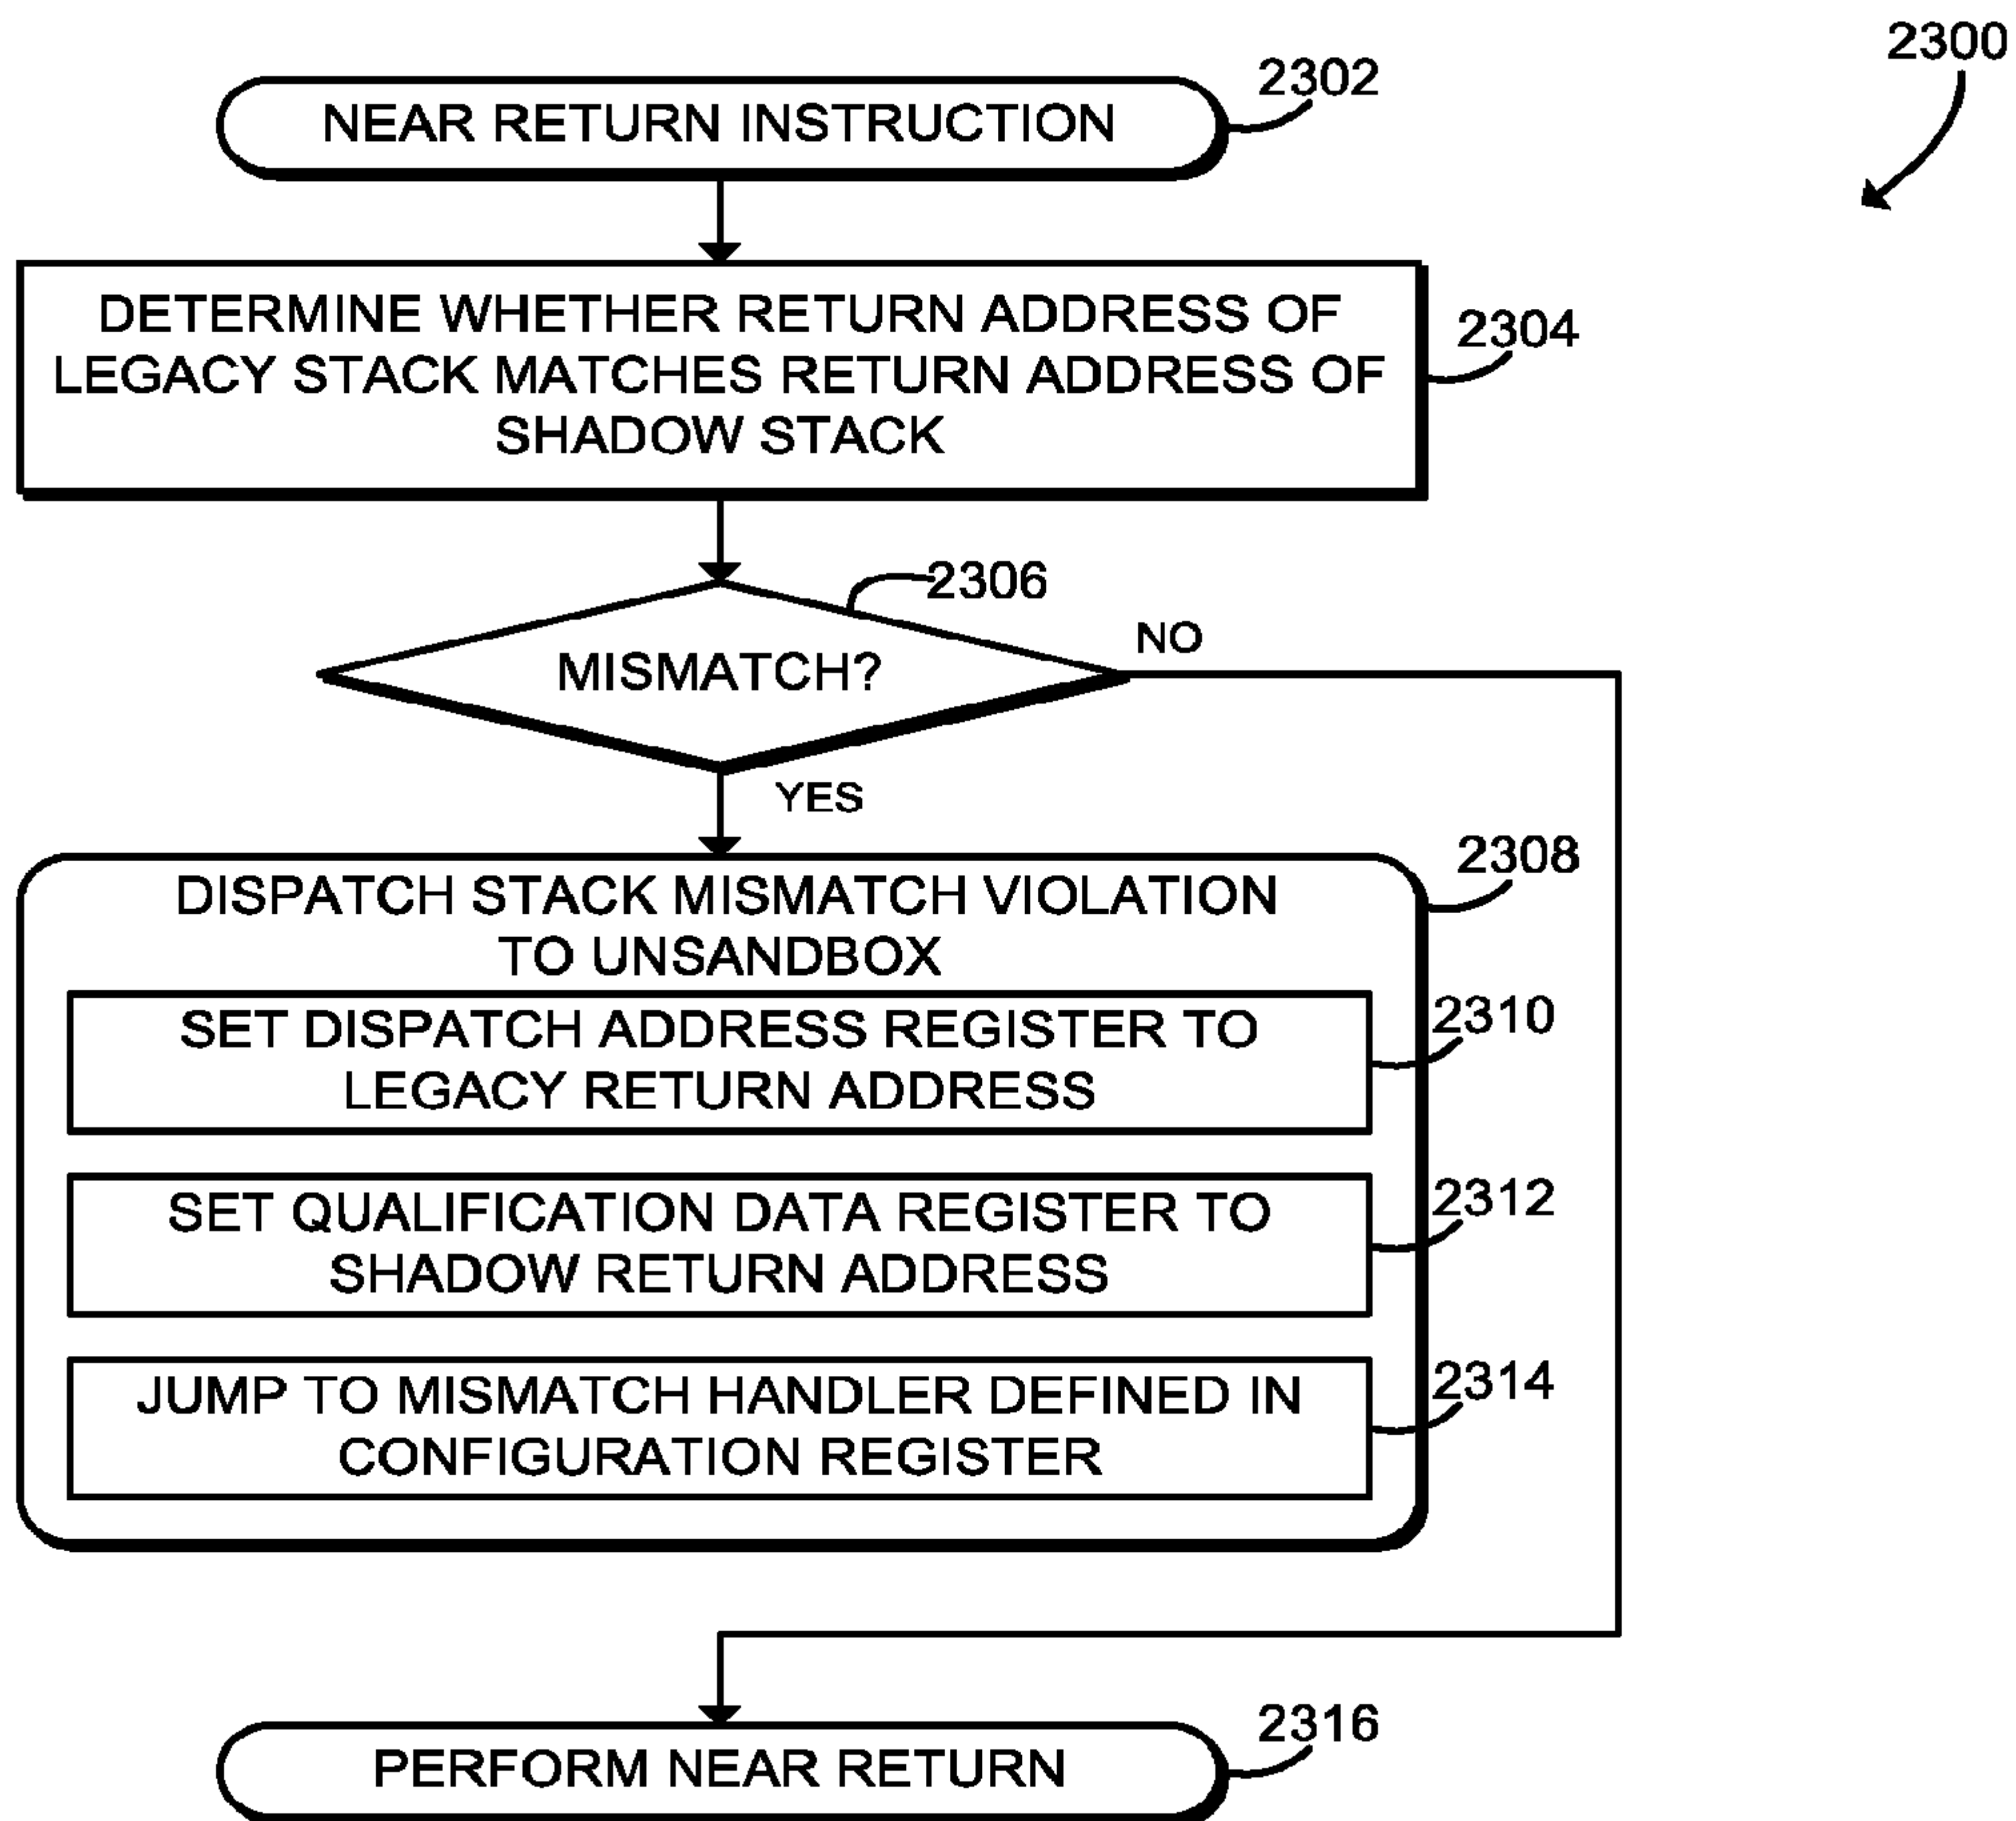 2300
NEAR RETURN INSTRUCTION
2302
DETERMINE WHETHER RETURN ADDRESS OF
LEGACY STACK MATCHES RETURN ADDRESS OF
SHADOW STACK
2304
2306
MISMATCH?
NO
YES
2308
DISPATCH STACK MISMATCH VIOLATION
TO UNSANDBOX
SET DISPATCH ADDRESS REGISTER TO
LEGACY RETURN ADDRESS
2310
SET QUALIFICATION DATA REGISTER TO
SHADOW RETURN ADDRESS
2312
JUMP TO MISMATCH HANDLER DEFINED IN
CONFIGURATION REGISTER
2314
PERFORM NEAR RETURN
2316